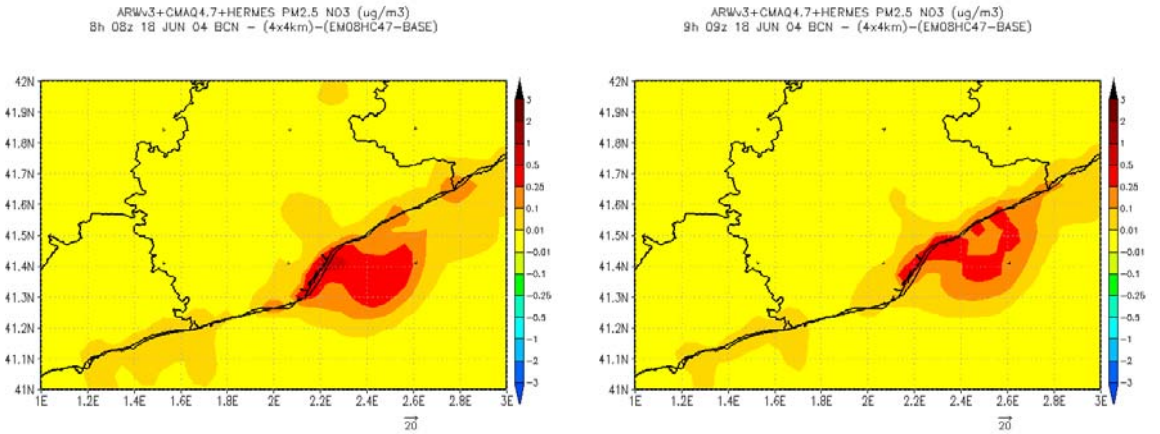 ARWv3+CMAQ4.7+HERMES PM2.5 NO3 (ug/m3)
8h 08z 18 JUN 04 BCN - (4x4km)-(EM08HC47-BASE)
42N
41.9N
41.8N
41.7N
41.6N
41.5N
41.4N
41.3N
41.2N
41.1N
41N
1E 1.2E 1.4E 1.6E 1.8E 2E 2.2E 2.4E 2.6E 2.8E 3E
20
3
2
1
0.5
0.25
0.1
0.01
-0.01
-0.1
-0.25
-0.5
-1
-2
-3
ARWv3+CMAQ4.7+HERMES PM2.5 NO3 (ug/m3)
9h 09z 18 JUN 04 BCN - (4x4km)-(EM08HC47-BASE)
42N
41.9N
41.8N
41.7N
41.6N
41.5N
41.4N
41.3N
41.2N
41.1N
41N
1E 1.2E 1.4E 1.6E 1.8E 2E 2.2E 2.4E 2.6E 2.8E 3E
20
3
2
1
0.5
0.25
0.1
0.01
-0.01
-0.1
-0.25
-0.5
-1
-2
-3